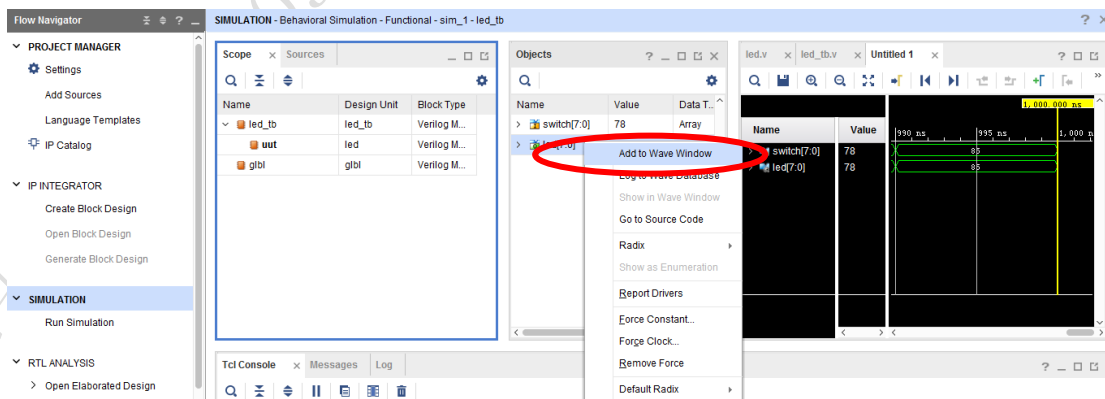 Flow Navigator
?
SIMULATION - Behavioral Simulation - Functional - sim_1 - led_tb
?
PROJECT MANAGER
Settings
Add Sources
Language Templates
IP Catalog
IP INTEGRATOR
Create Block Design
Open Block Design
Generate Block Design
SIMULATION
Run Simulation
RTL ANALYSIS
Open Elaborated Design
Scope
Sources
Name Design Unit Block Type
led_tb led_tb Verilog M...
uut led Verilog M...
glbl glbl Verilog M...
Objects
?
Name Value Data T...
switch[7:0] 78 Array
Add to Wave Window
Log to Wave Database
Show in Wave Window
Go to Source Code
Radix
Show as Enumeration
Report Drivers
Force Constant...
Force Clock...
Remove Force
Default Radix
led.v led_tb.v Untitled 1
?
1,000.000 ns
Name Value 990 ns 995 ns 1,000 n
switch[7:0] 78
led[7:0] 78
Tcl Console Messages Log
?